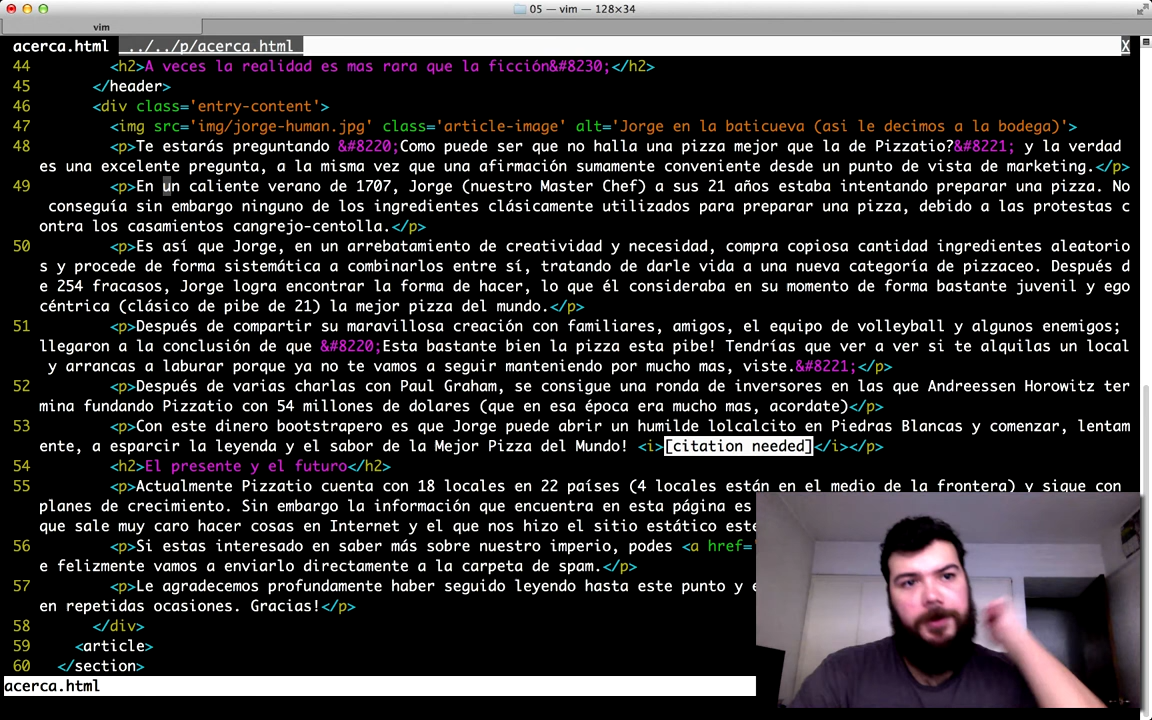 05 — vim — 128×34
vim
acerca.html ../../p/acerca.html X
44 <h2>A veces la realidad es mas rara que la ficción&#8230;</h2>
45 </header>
46 <div class='entry-content'>
47 <img src='img/jorge-human.jpg' class='article-image' alt='Jorge en la baticueva (asi le decimos a la bodega)'>
48 <p>Te estarás preguntando &#8220;Como puede ser que no halla una pizza mejor que la de Pizzatio?&#8221; y la verdad
es una excelente pregunta, a la misma vez que una afirmación sumamente conveniente desde un punto de vista de marketing.</p>
49 <p>En un caliente verano de 1707, Jorge (nuestro Master Chef) a sus 21 años estaba intentando preparar una pizza. No
conseguía sin embargo ninguno de los ingredientes clásicamente utilizados para preparar una pizza, debido a las protestas c
ontra los casamientos cangrejo-centolla.</p>
50 <p>Es así que Jorge, en un arrebatamiento de creatividad y necesidad, compra copiosa cantidad ingredientes aleatorio
s y procede de forma sistemática a combinarlos entre sí, tratando de darle vida a una nueva categoría de pizzaceo. Después d
e 254 fracasos, Jorge logra encontrar la forma de hacer, lo que él consideraba en su momento de forma bastante juvenil y ego
céntrica (clásico de pibe de 21) la mejor pizza del mundo.</p>
51 <p>Después de compartir su maravillosa creación con familiares, amigos, el equipo de volleyball y algunos enemigos;
llegaron a la conclusión de que &#8220;Esta bastante bien la pizza esta pibe! Tendrías que ver a ver si te alquilas un local
y arrancas a laburar porque ya no te vamos a seguir manteniendo por mucho mas, viste.&#8221;</p>
52 <p>Después de varias charlas con Paul Graham, se consigue una ronda de inversores en las que Andreessen Horowitz ter
mina fundando Pizzatio con 54 millones de dolares (que en esa época era mucho mas, acordate)</p>
53 <p>Con este dinero bootstrapero es que Jorge puede abrir un humilde lolcalcito en Piedras Blancas y comenzar, lentam
ente, a esparcir la leyenda y el sabor de la Mejor Pizza del Mundo! <i>[citation needed]</i></p>
54 <h2>El presente y el futuro</h2>
55 <p>Actualmente Pizzatio cuenta con 18 locales en 22 países (4 locales están en el medio de la frontera) y sigue con
planes de crecimiento. Sin embargo la información que encuentra en esta página es
que sale muy caro hacer cosas en Internet y el que nos hizo el sitio estático este
56 <p>Si estas interesado en saber más sobre nuestro imperio, podes <a href='
e felizmente vamos a enviarlo directamente a la carpeta de spam.</p>
57 <p>Le agradecemos profundamente haber seguido leyendo hasta este punto y e
en repetidas ocasiones. Gracias!</p>
58 </div>
59 <article>
60 </section>
acerca.html